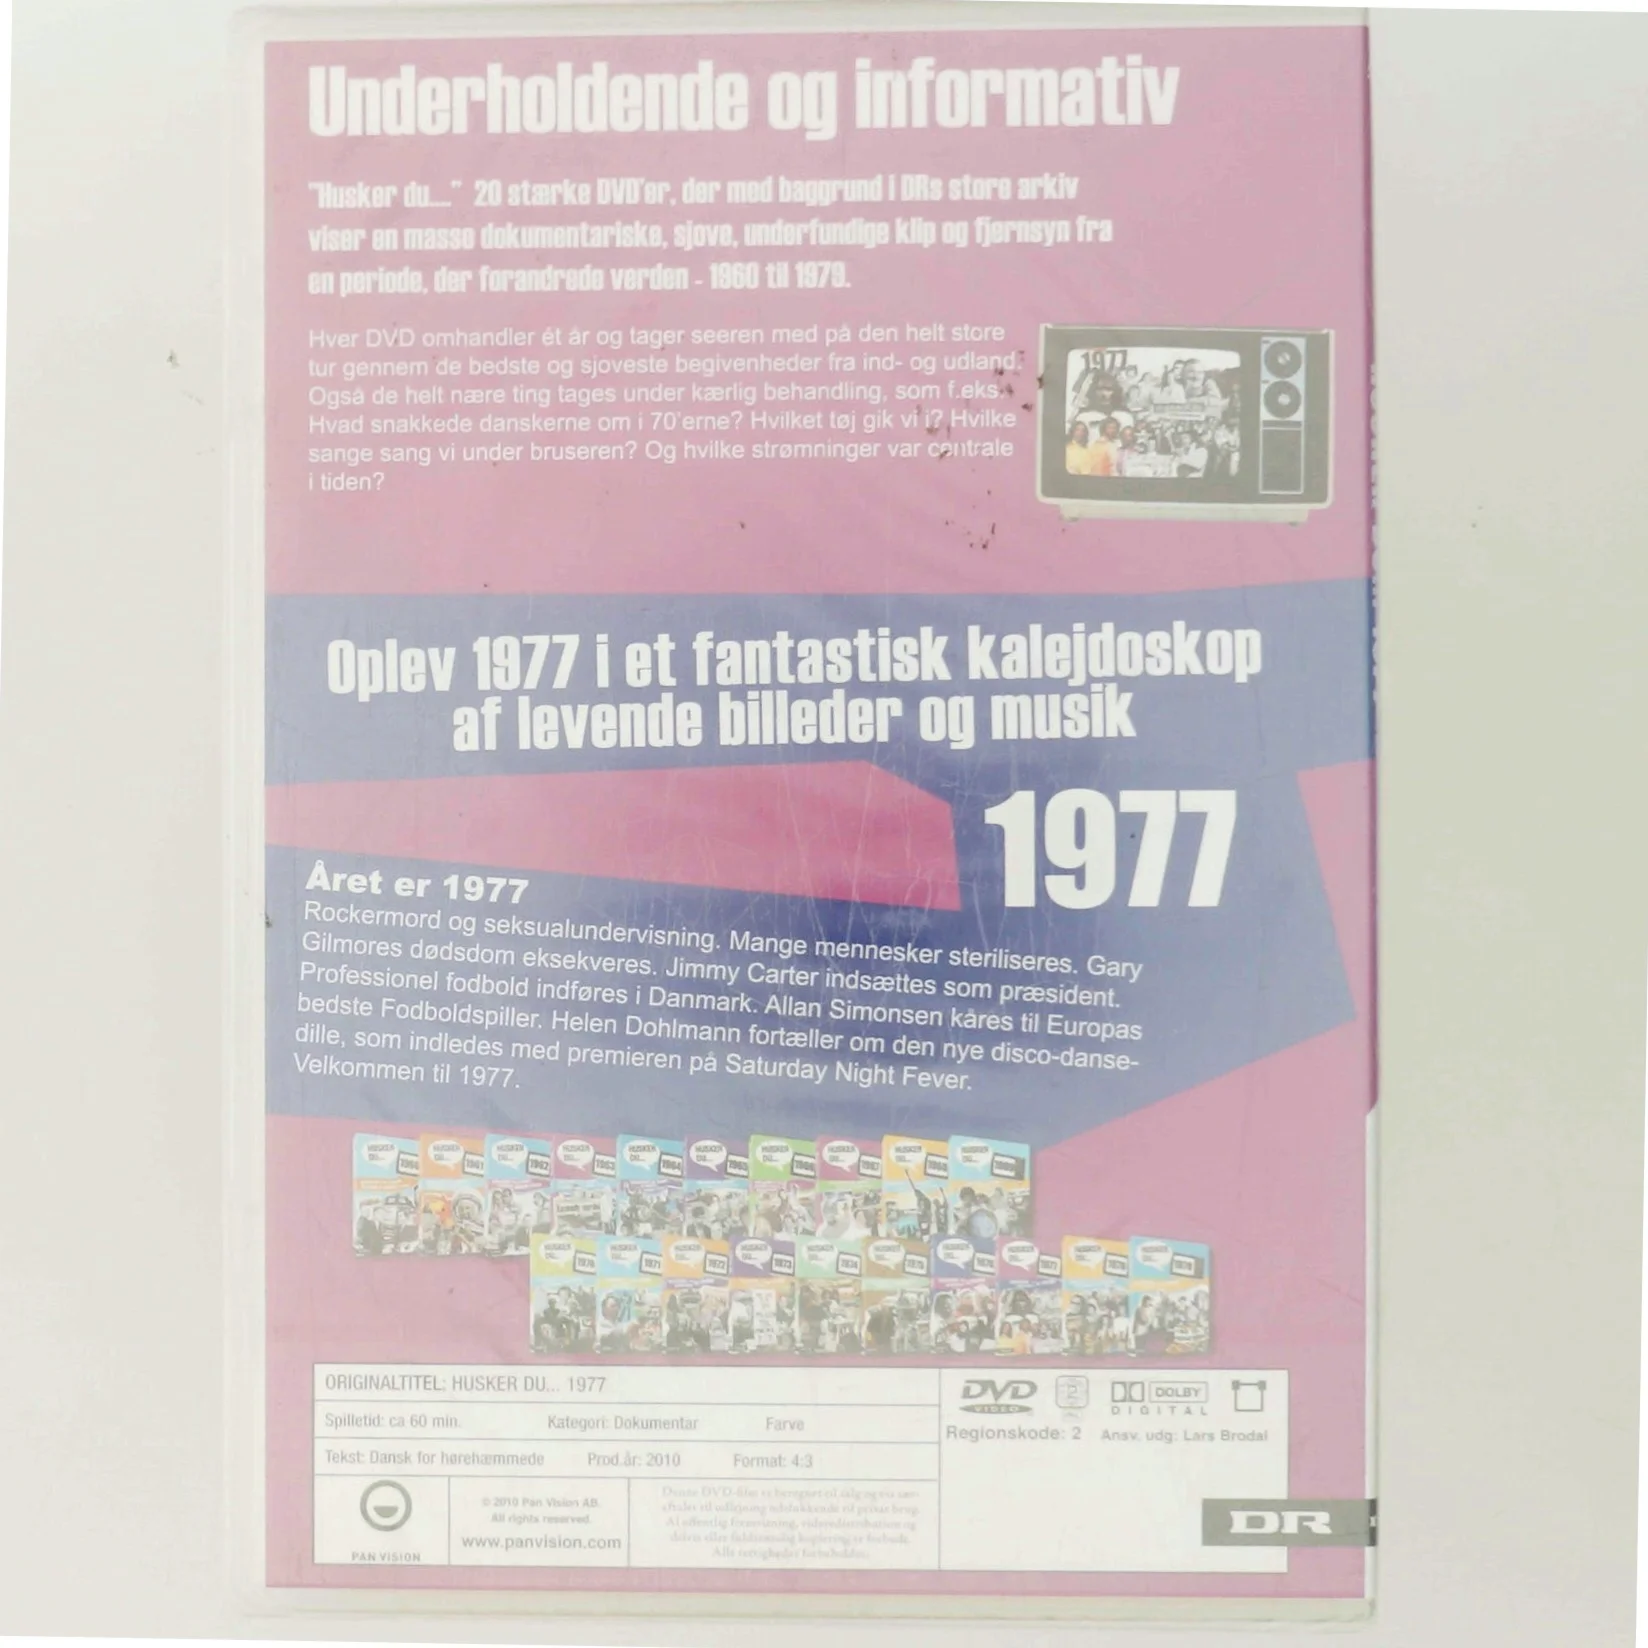 Underholdende og informativ
"Husker du..." 20 stærke DVD'er, der med baggrund i DRs store arkiv
viser en masse dokumentariske, sjove, underfundige klip og fjernsyn fra
en periode, der forandrede verden - 1960 til 1979.
Hver DVD omhandler ét år og tager seeren med på den helt store
tur gennem de bedste og sjoveste begivenheder fra ind- og udland.
Også de helt nære ting tages under kærlig behandling, som f.eks.
Hvad snakkede danskerne om i 70'erne? Hvilket tøj gik vi i? Hvilke
sange sang vi under bruseren? Og hvilke strømninger var centrale
i tiden?
1977
Oplev 1977 i et fantastisk kalejdoskop
af levende billeder og musik
1977
Året er 1977
Rockermord og seksualundervisning. Mange mennesker steriliseres. Gary
Gilmores dødsdom eksekveres. Jimmy Carter indsættes som præsident.
Professionel fodbold indføres i Danmark. Allan Simonsen kåres til Europas
bedste Fodboldspiller. Helen Dohlmann fortæller om den nye disco-danse-
dille, som indledes med premieren på Saturday Night Fever.
Velkommen til 1977.
ORIGINALTITEL: HUSKER DU... 1977
Spilletid: ca 60 min. Kategori: Dokumentar Farve
Tekst: Dansk for hørehæmmede Prod.år: 2010 Format: 4:3
DVD VIDEO 2 DOLBY DIGITAL
Regionskode: 2 Ansv. udg: Lars Brodal
PAN VISION
© 2010 Pan Vision AB.
All rights reserved.
www.panvision.com
DR